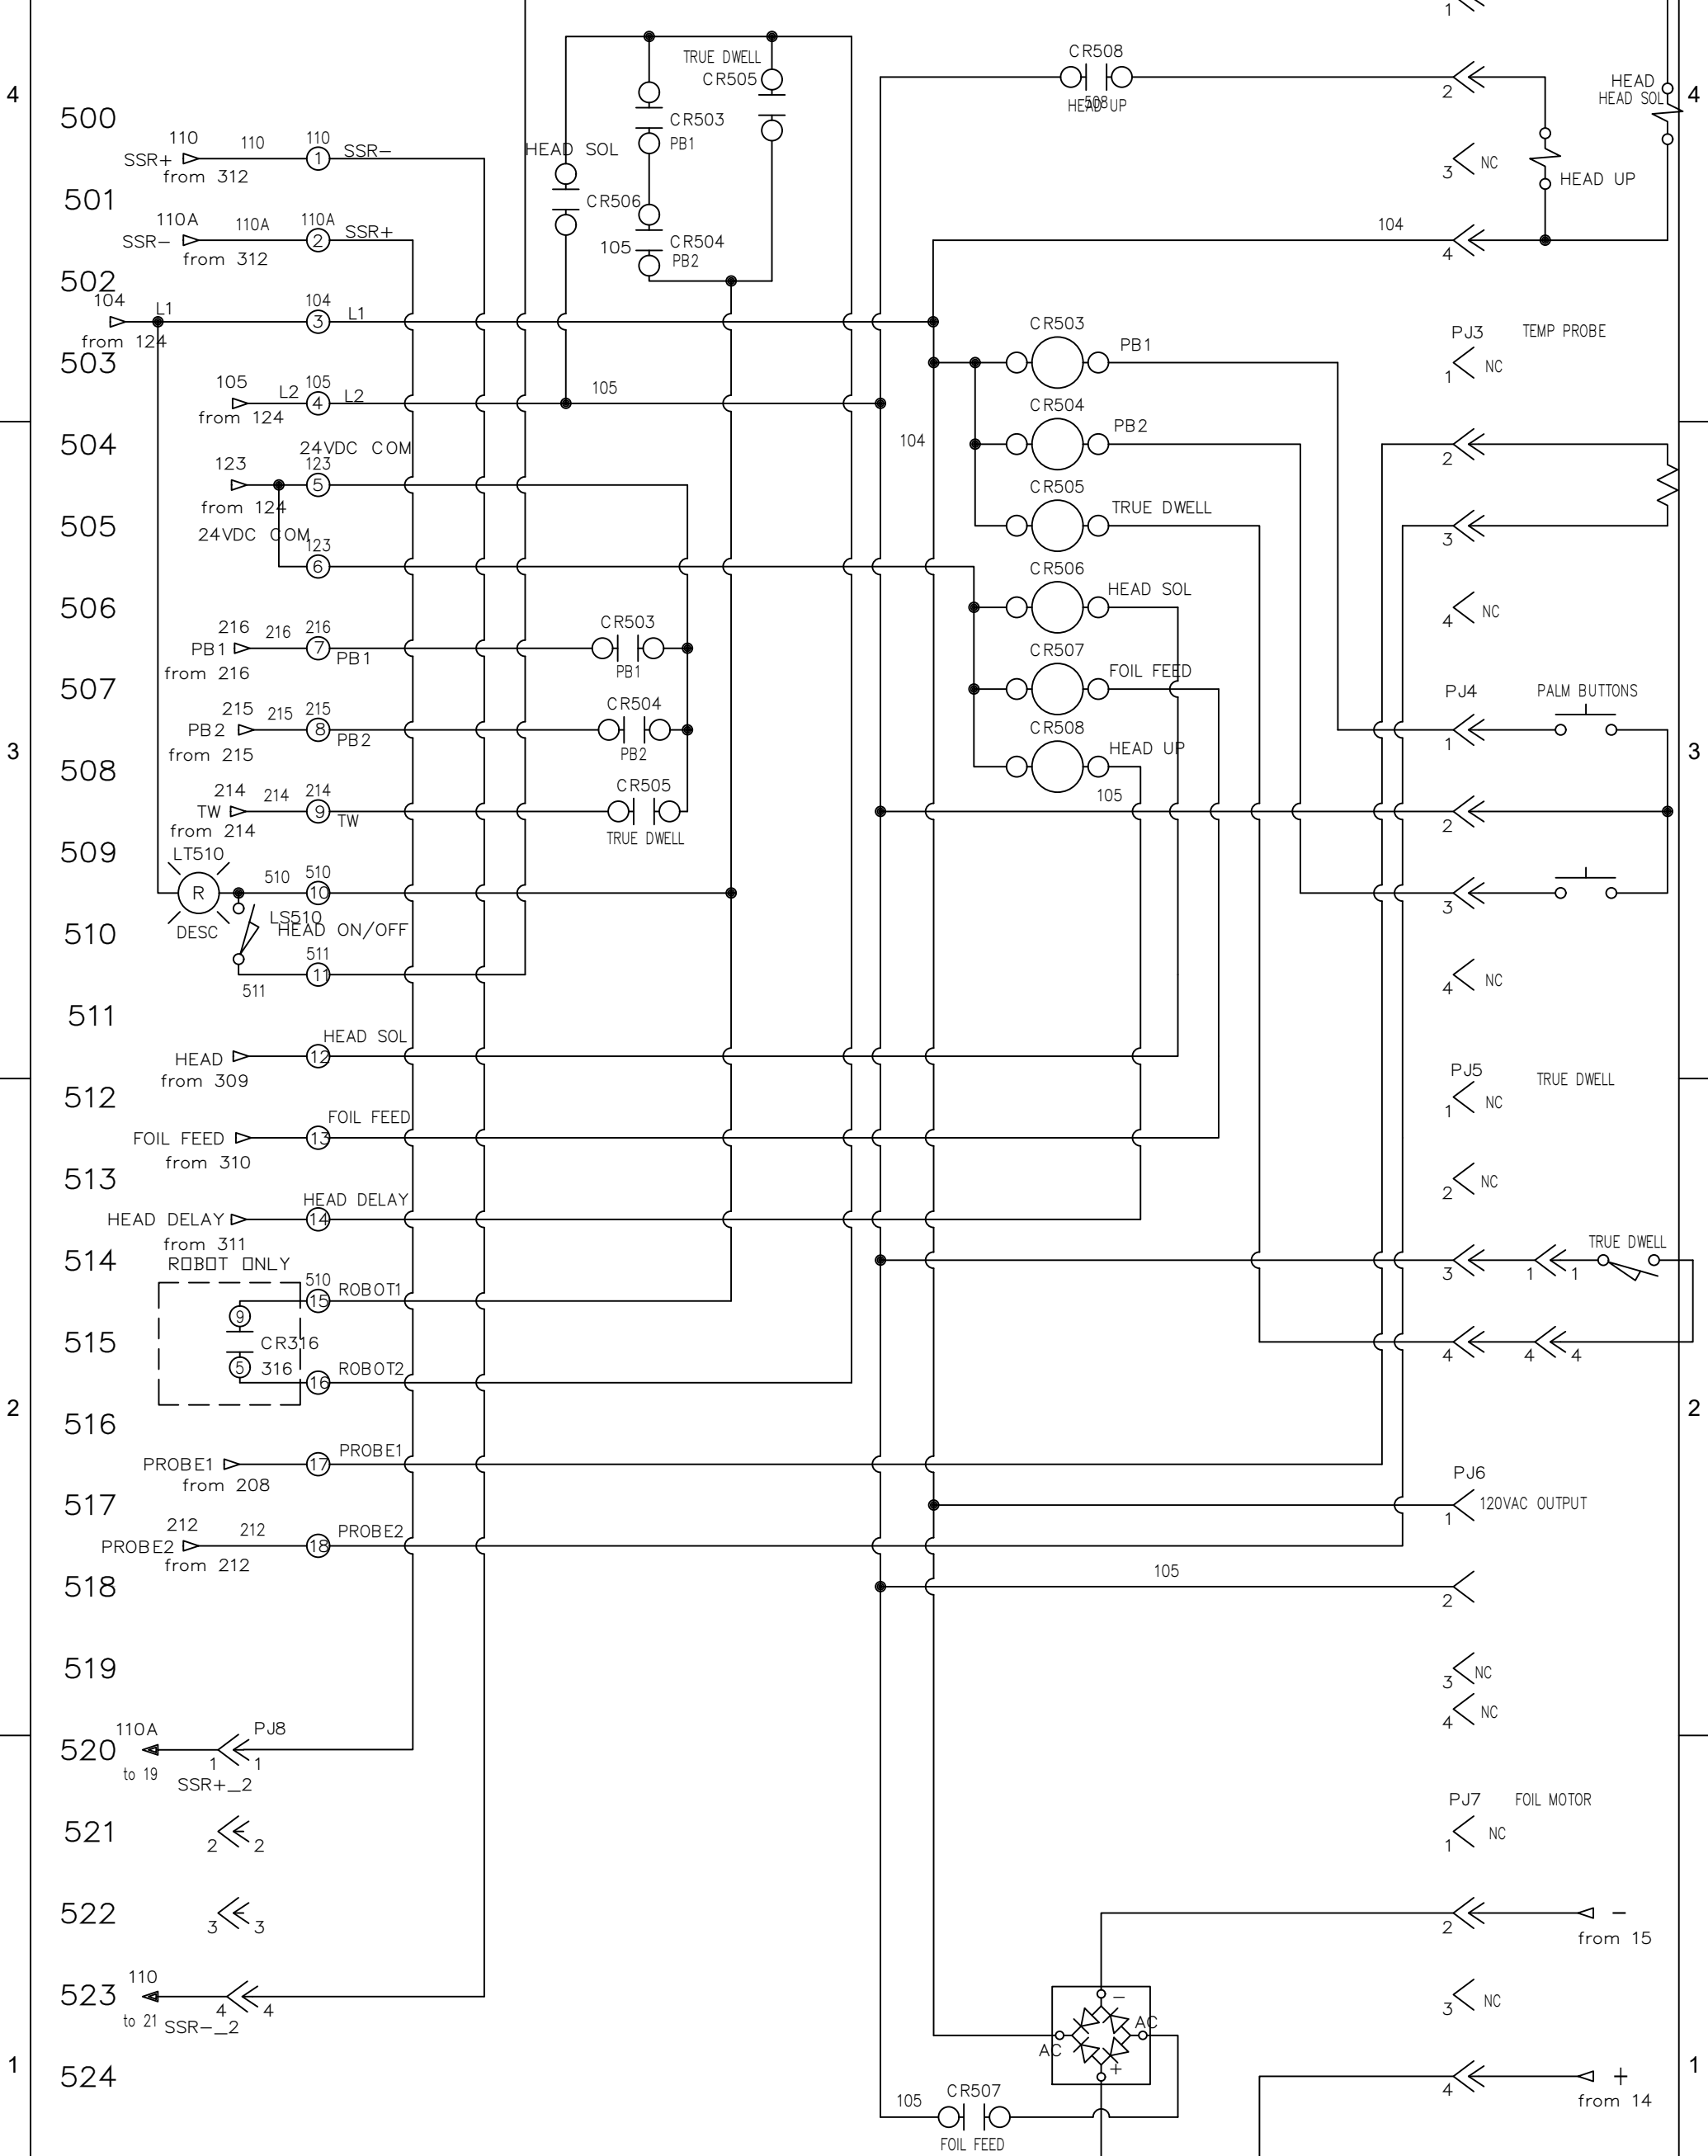 1
TRUE DWELL
CR508
CR505
4
HEAD
4
2
HEAD SOL
508
HEAD UP
500
CR503
110
110
110
HEAD SOL
PB1
SSR+
1
SSR-
3
NC
from 312
HEAD UP
501
CR506
110A
110A
110A
104
SSR-
2
SSR+
105
CR504
from 312
PB2
4
502
104
L1
104
3
L1
CR503
PJ3
TEMP PROBE
from 124
PB1
503
1
NC
105
L2
105
105
4
L2
from 124
CR504
PB2
504
24VDC COM
104
2
123
123
5
CR505
from 124
TRUE DWELL
505
24VDC COM
123
3
6
CR506
HEAD SOL
506
4
NC
216
216
216
CR503
PB1
7
PB1
CR507
from 216
PB1
FOIL FEED
507
PJ4
PALM BUTTONS
215
215
215
CR504
PB2
8
PB2
CR508
1
from 215
PB2
HEAD UP
3
3
508
214
214
214
CR505
105
TW
9
TW
2
from 214
TRUE DWELL
509
LT510
510
510
R
10
3
LS510
DESC
HEAD ON/OFF
510
511
11
4
NC
511
511
HEAD SOL
HEAD
12
PJ5
TRUE DWELL
from 309
512
1
NC
FOIL FEED
FOIL FEED
13
from 310
513
2
NC
HEAD DELAY
HEAD DELAY
14
from 311
TRUE DWELL
514
ROBOT ONLY
3
1
1
510
ROBOT1
15
9
515
CR316
4
4
4
5
316
ROBOT2
16
2
2
516
PROBE1
PROBE1
17
PJ6
from 208
517
120VAC OUTPUT
1
212
212
PROBE2
PROBE2
18
from 212
105
518
2
519
3
NC
4
NC
110A
PJ8
520
1
1
to 19
SSR+_2
PJ7
FOIL MOTOR
521
2
2
1
NC
522
3
3
2
-
from 15
110
523
4
4
-
3
NC
to 21
SSR-_2
AC
AC
1
1
524
+
+
CR507
4
105
from 14
FOIL FEED